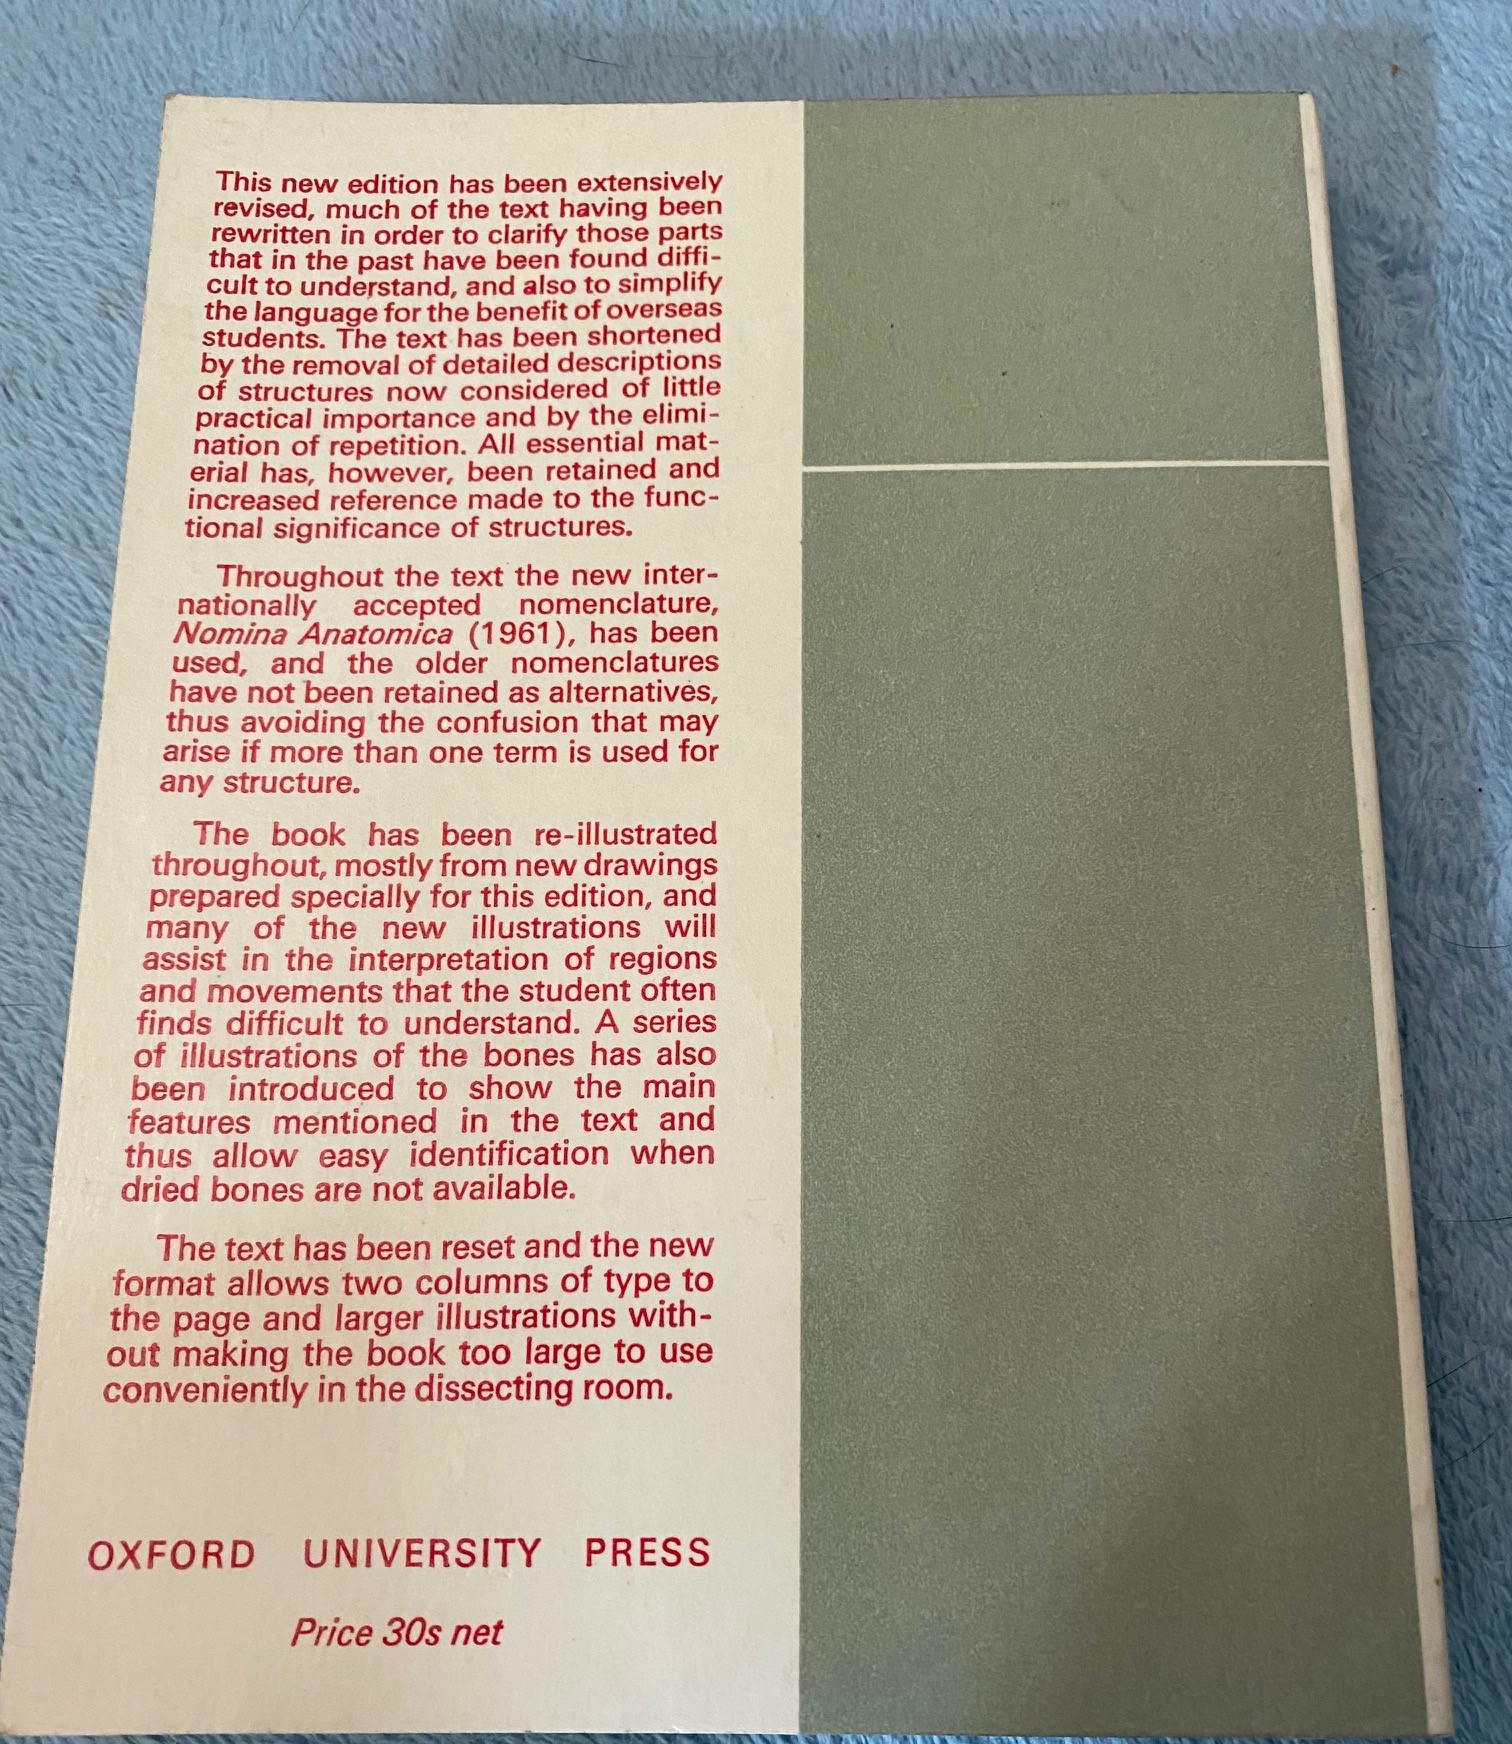 This new edition has been extensively
revised, much of the text having been
rewritten in order to clarify those parts
that in the past have been found diffi-
cult to understand, and also to simplify
the language for the benefit of overseas
students. The text has been shortened
by the removal of detailed descriptions
of structures now considered of little
practical importance and by the elimi-
nation of repetition. All essential mat-
erial has, however, been retained and
increased reference made to the func-
tional significance of structures.
Throughout the text the new inter-
nationally accepted nomenclature,
Nomina Anatomica (1961), has been
used, and the older nomenclatures
have not been retained as alternatives,
thus avoiding the confusion that may
arise if more than one term is used for
any structure.
The book has been re-illustrated
throughout, mostly from new drawings
prepared specially for this edition, and
many of the new illustrations will
assist in the interpretation of regions
and movements that the student often
finds difficult to understand. A series
of illustrations of the bones has also
been introduced to show the main
features mentioned in the text and
thus allow easy identification when
dried bones are not available.
The text has been reset and the new
format allows two columns of type to
the page and larger illustrations with-
out making the book too large to use
conveniently in the dissecting room.
OXFORD UNIVERSITY PRESS
Price 30s net